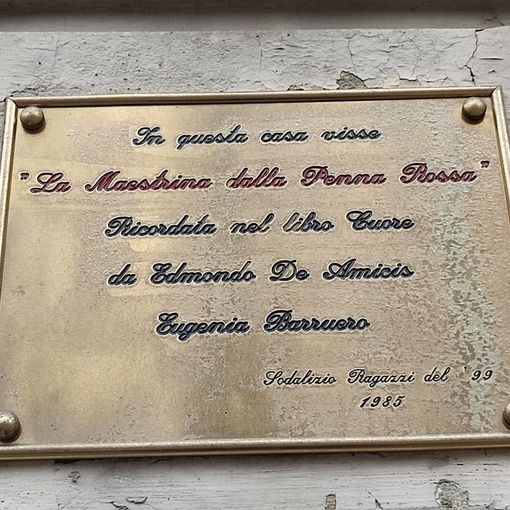 In questa casa visse
"La Maestrina dalla Penna Rossa"
Ricordata nel libro Cuore
da Edmondo De Amicis
Eugenia Barruero
Sodalizio Ragazzi del '99
1985